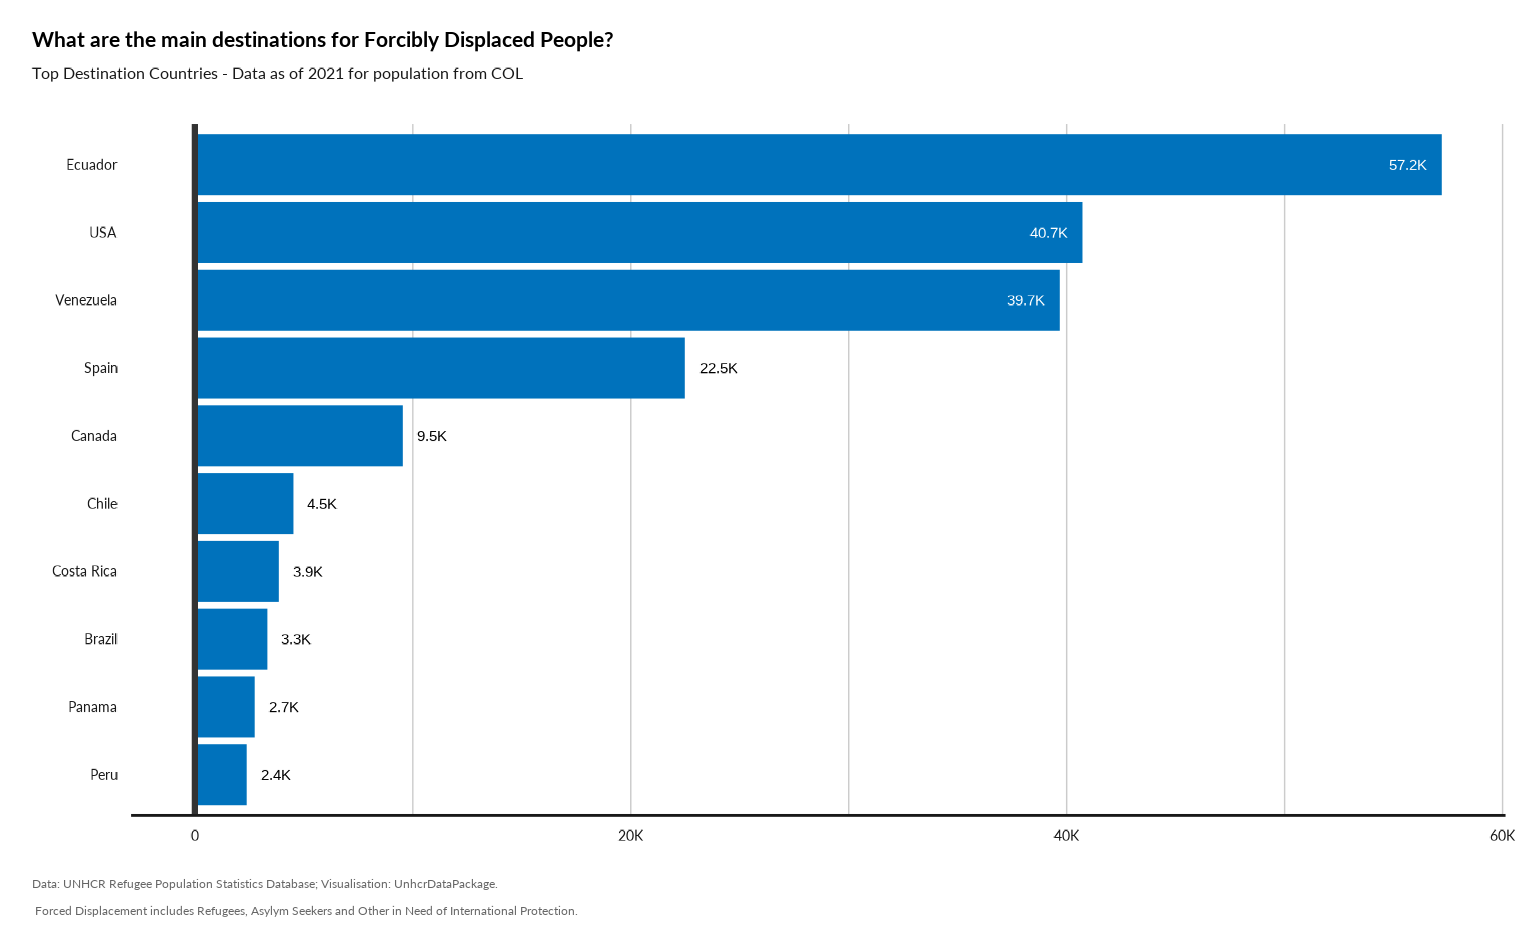 What are the main destinations for Forcibly Displaced People?
Top Destination Countries - Data as of 2021 for population from COL
Ecuador 57.2K
USA 40.7K
Venezuela 39.7K
Spain 22.5K
Canada 9.5K
Chile 4.5K
Costa Rica 3.9K
Brazil 3.3K
Panama 2.7K
Peru 2.4K
0 20K 40K 60K
Data: UNHCR Refugee Population Statistics Database; Visualisation: UnhcrDataPackage.
Forced Displacement includes Refugees, Asylym Seekers and Other in Need of International Protection.